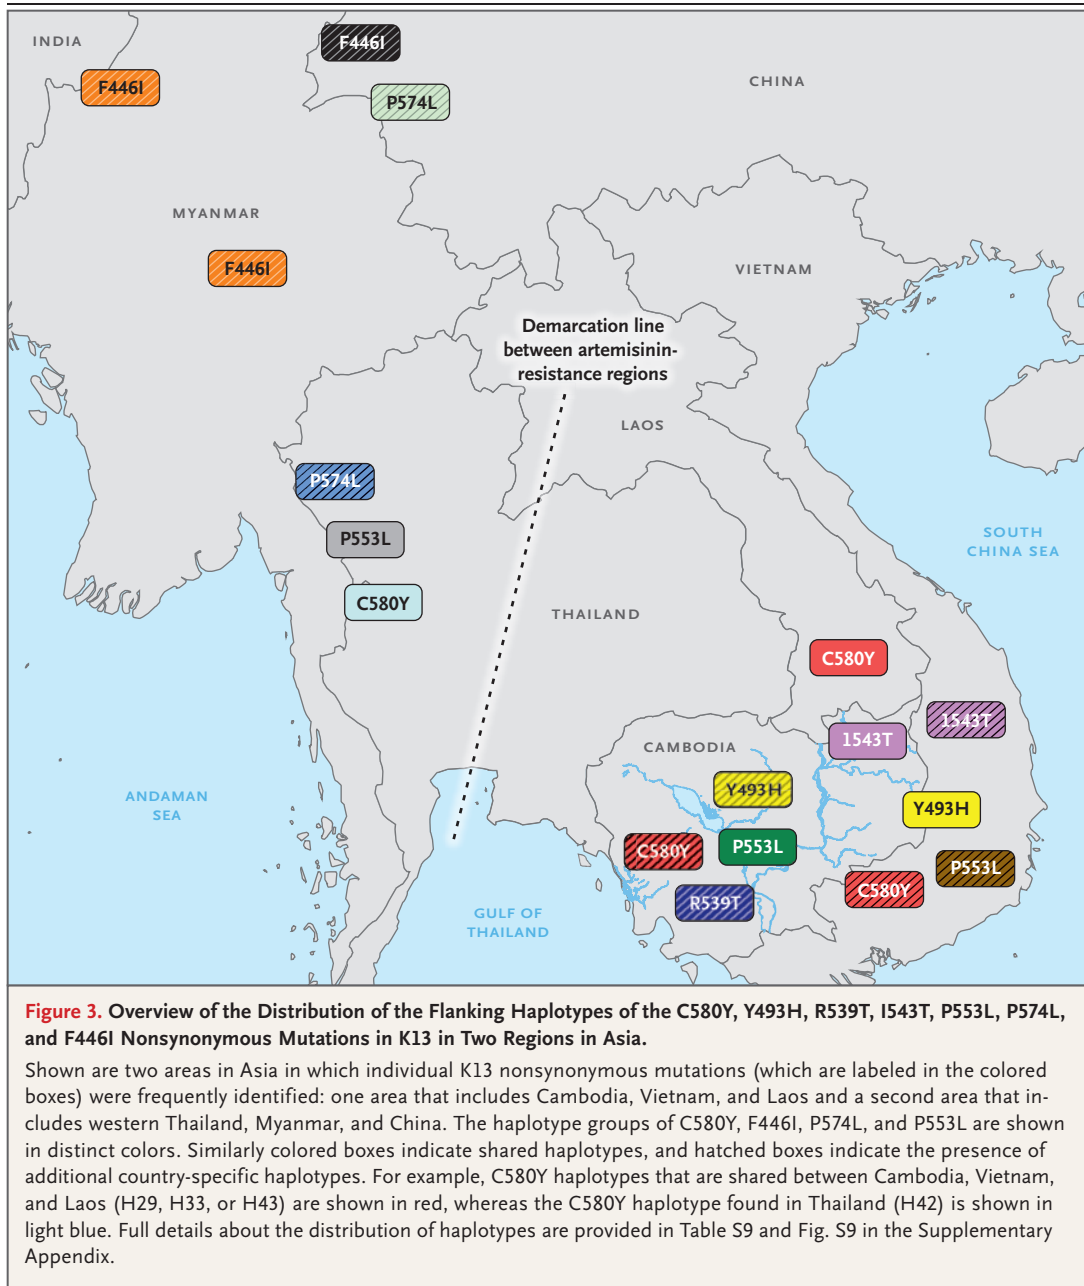 INDIA
F446I
F446I
CHINA
P574L
MYANMAR
F446I
VIETNAM
Demarcation line
between artemisinin-
resistance regions
LAOS
P574L
P553L
SOUTH
CHINA SEA
C580Y
THAILAND
C580Y
I543T
1543T
CAMBODIA
Y493H
ANDAMAN
SEA
Y493H
C580Y
P553L
P553L
C580Y
R539T
GULF OF
THAILAND
Figure 3. Overview of the Distribution of the Flanking Haplotypes of the C580Y, Y493H, R539T, I543T, P553L, P574L,
and F446I Nonsynonymous Mutations in K13 in Two Regions in Asia.
Shown are two areas in Asia in which individual K13 nonsynonymous mutations (which are labeled in the colored
boxes) were frequently identified: one area that includes Cambodia, Vietnam, and Laos and a second area that in-
cludes western Thailand, Myanmar, and China. The haplotype groups of C580Y, F446I, P574L, and P553L are shown
in distinct colors. Similarly colored boxes indicate shared haplotypes, and hatched boxes indicate the presence of
additional country-specific haplotypes. For example, C580Y haplotypes that are shared between Cambodia, Vietnam,
and Laos (H29, H33, or H43) are shown in red, whereas the C580Y haplotype found in Thailand (H42) is shown in
light blue. Full details about the distribution of haplotypes are provided in Table S9 and Fig. S9 in the Supplementary
Appendix.